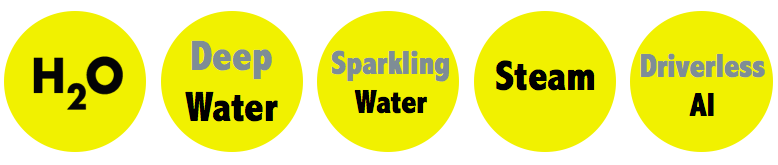 H₂O
Deep
Water
Sparkling
Water
Steam
Driverless
AI